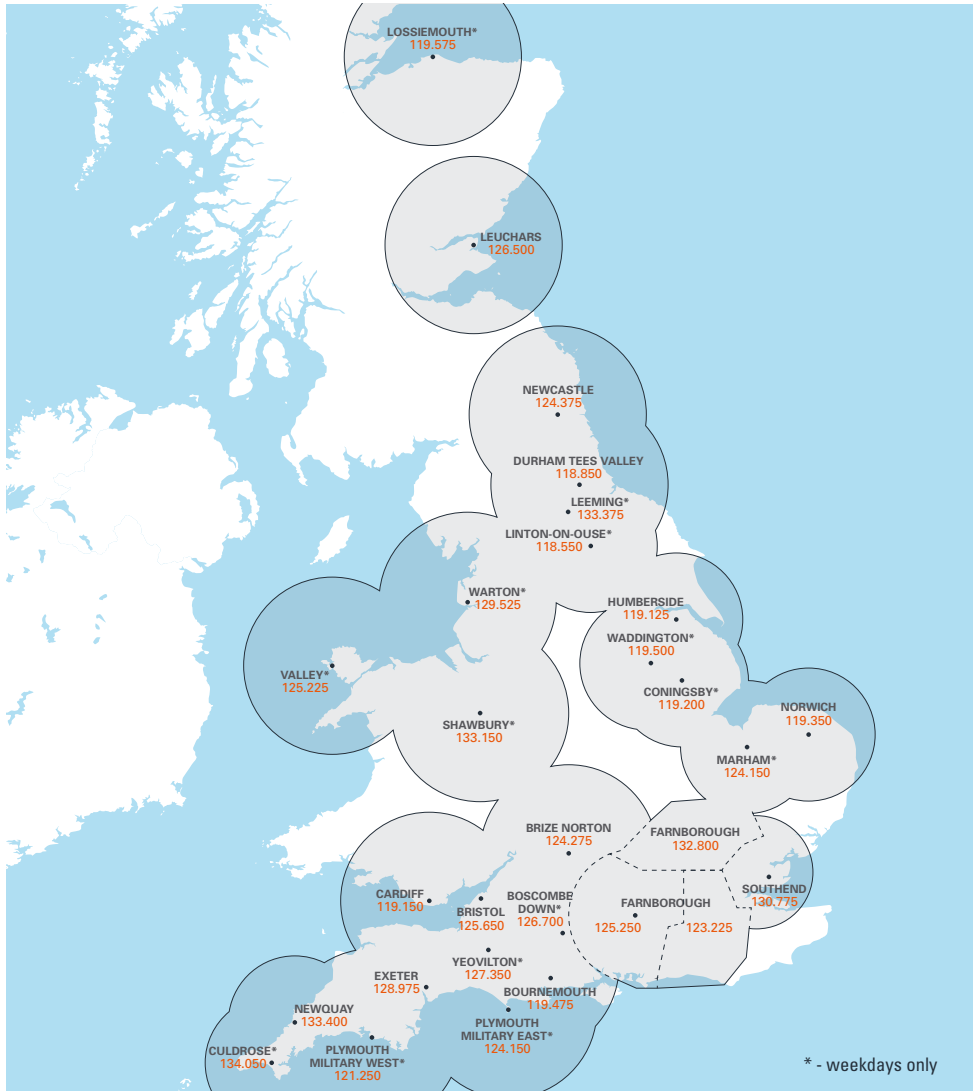 LOSSIEMOUTH*
119.575
LEUCHARS
126.500
NEWCASTLE
124.375
DURHAM TEES VALLEY
118.850
LEEMING*
133.375
LINTON-ON-OUSE*
118.550
WARTON*
129.525
HUMBERSIDE
119.125
WADDINGTON*
119.500
VALLEY*
125.225
CONINGSBY*
119.200
SHAWBURY*
133.150
NORWICH
119.350
MARHAM*
124.150
BRIZE NORTON
124.275
FARNBOROUGH
132.800
SOUTHEND
130.775
CARDIFF
119.150
BRISTOL
125.650
BOSCOMBE
DOWN*
126.700
FARNBOROUGH
125.250
123.225
YEOVILTON*
127.350
EXETER
128.975
BOURNEMOUTH
119.475
NEWQUAY
133.400
PLYMOUTH
MILITARY EAST*
124.150
CULDROSE*
134.050
PLYMOUTH
MILITARY WEST*
121.250
* - weekdays only